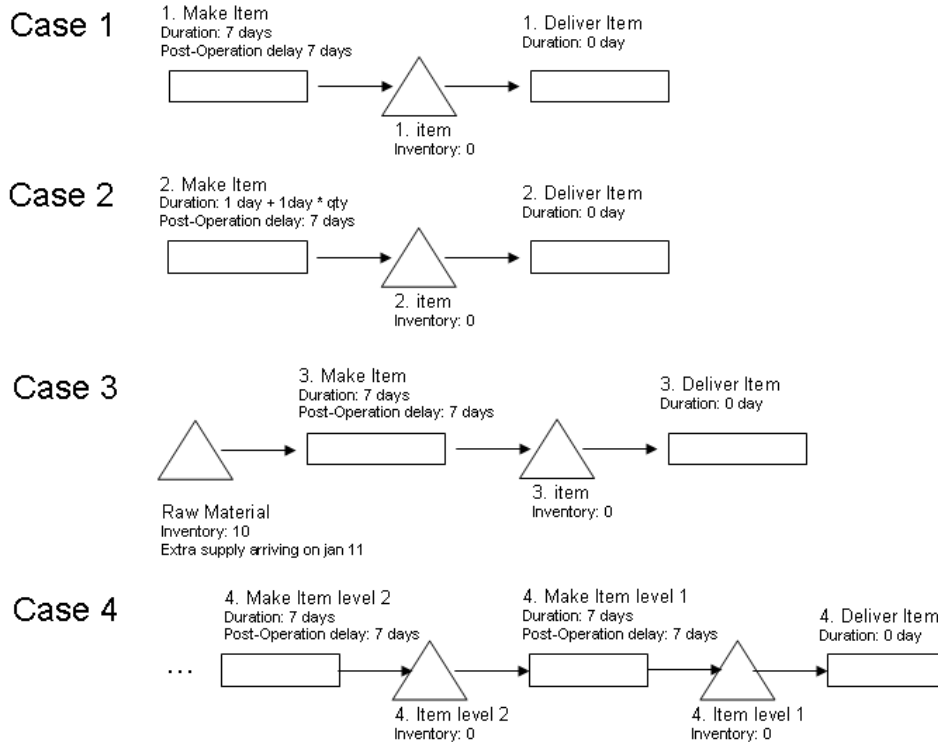 Case 1
1. Make Item
Duration: 7 days
Post-Operation delay 7 days
1. Deliver Item
Duration: 0 day
1. item
Inventory: 0
Case 2
2. Make Item
Duration: 1 day + 1day * qty
Post-Operation delay: 7 days
2. Deliver Item
Duration: 0 day
2. item
Inventory: 0
Case 3
3. Make Item
Duration: 7 days
Post-Operation delay: 7 days
3. Deliver Item
Duration: 0 day
3. item
Inventory: 0
Raw Material
Inventory: 10
Extra supply arriving on jan 11
Case 4
4. Make Item level 2
Duration: 7 days
Post-Operation delay: 7 days
4. Make Item level 1
Duration: 7 days
Post-Operation delay: 7 days
4. Deliver Item
Duration: 0 day
...
4. Item level 2
Inventory: 0
4. Item level 1
Inventory: 0